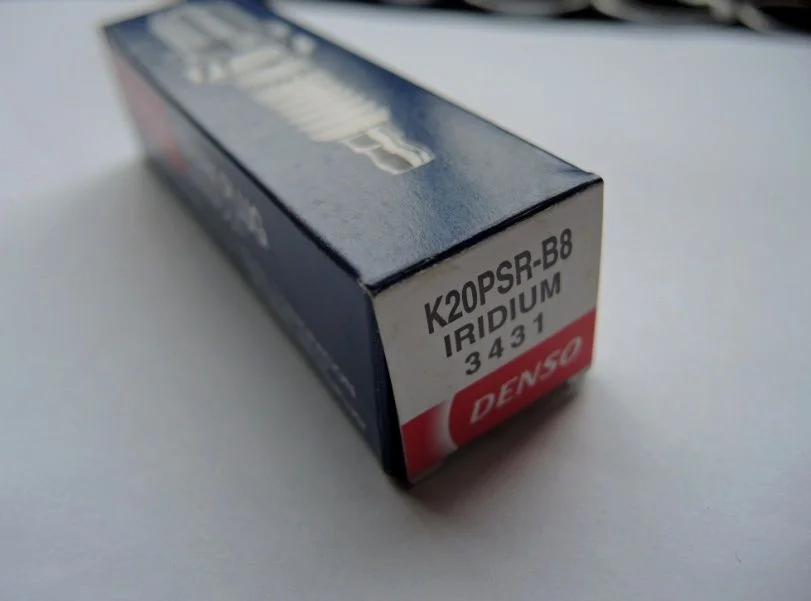 K20PSR-B8
IRIDIUM
3431
DENSO